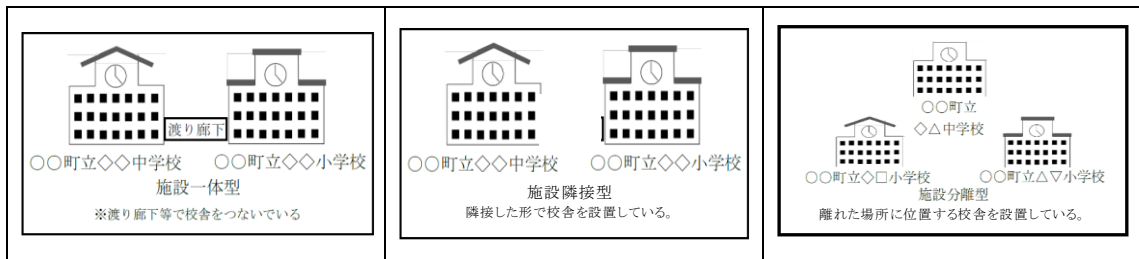 渡り廊下
○○町立◇◇中学校 ○○町立◇◇小学校
施設一体型
※渡り廊下等で校舎をつないでいる
○○町立◇◇中学校 ○○町立◇◇小学校
施設隣接型
隣接した形で校舎を設置している。
○○町立
◇△中学校
○○町立◇□小学校 ○○町立△▽小学校
施設分離型
離れた場所に位置する校舎を設置している。